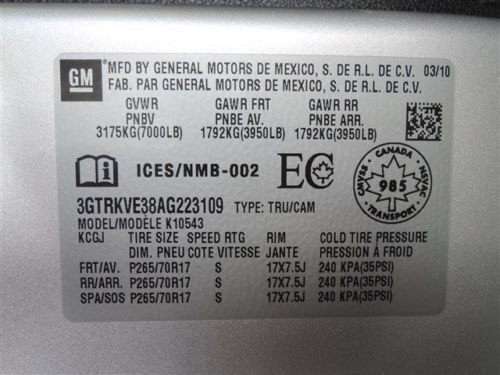 GM
*MFD BY GENERAL MOTORS DE MEXICO, S. DE R.L. DE C.V. 03/10
FAB. PAR GENERAL MOTORS DE MEXICO, S. DE R.L. DE C.V.
GVWR GAWR FRT GAWR RR
PNBV PNBE AV. PNBE ARR.
3175KG(7000LB) 1792KG(3950LB) 1792KG(3950LB)
i ICES/NMB-002 EC
CANADA
CMVSS NSVAC
985
TRANSPORT
3GTRKVE38AG223109 TYPE: TRU/CAM
MODEL/MODÈLE K10543
KCGJ TIRE SIZE SPEED RTG RIM COLD TIRE PRESSURE
DIM. PNEU COTE VITESSE JANTE PRESSION À FROID
FRT/AV. P265/70R17 S 17X7.5J 240 KPA(35PSI)
RR/ARR. P265/70R17 S 17X7.5J 240 KPA(35PSI)
SPA/SOS P265/70R17 S 17X7.5J 240 KPA(35PSI)